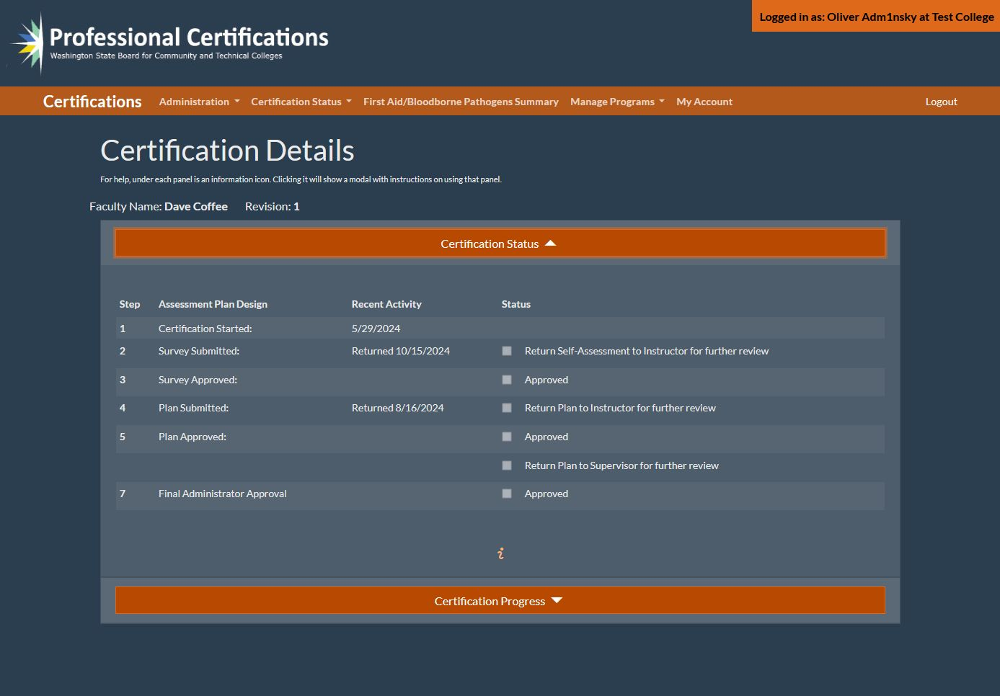 Logged in as: Oliver Adm1nsky at Test College
Professional Certifications
Washington State Board for Community and Technical Colleges
Certifications Administration Certification Status First Aid/Bloodborne Pathogens Summary Manage Programs My Account Logout
Certification Details
For help, under each panel is an information icon. Clicking it will show a modal with instructions on using that panel.
Faculty Name: Dave Coffee Revision: 1
Certification Status
Step Assessment Plan Design Recent Activity Status
1 Certification Started: 5/29/2024
2 Survey Submitted: Returned 10/15/2024 Return Self-Assessment to Instructor for further review
3 Survey Approved: Approved
4 Plan Submitted: Returned 8/16/2024 Return Plan to Instructor for further review
5 Plan Approved: Approved
Return Plan to Supervisor for further review
7 Final Administrator Approval Approved
i
Certification Progress